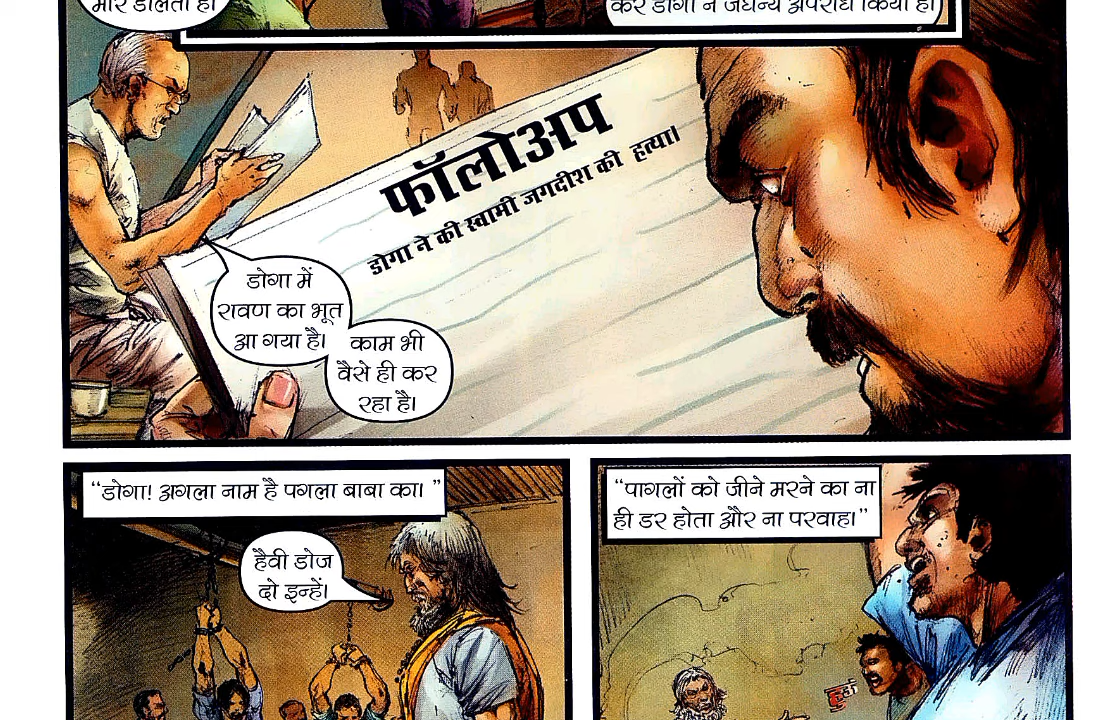 मार डालता हो
कर डोगा ने जघन्य अपराध किया है।
फॉलोअप
डोगा ने की स्वामी जगदीश की हत्या।
डोगा में
रावण का भूत
आ गया है।
काम भी
वैसे ही कर
रहा है।
“डोगा! अगला नाम है पगला बाबा का। ”
हैवी डोज
दो इन्हें।
“पागलों को जीने मरने का ना
ही डर होता और ना परवाह।”